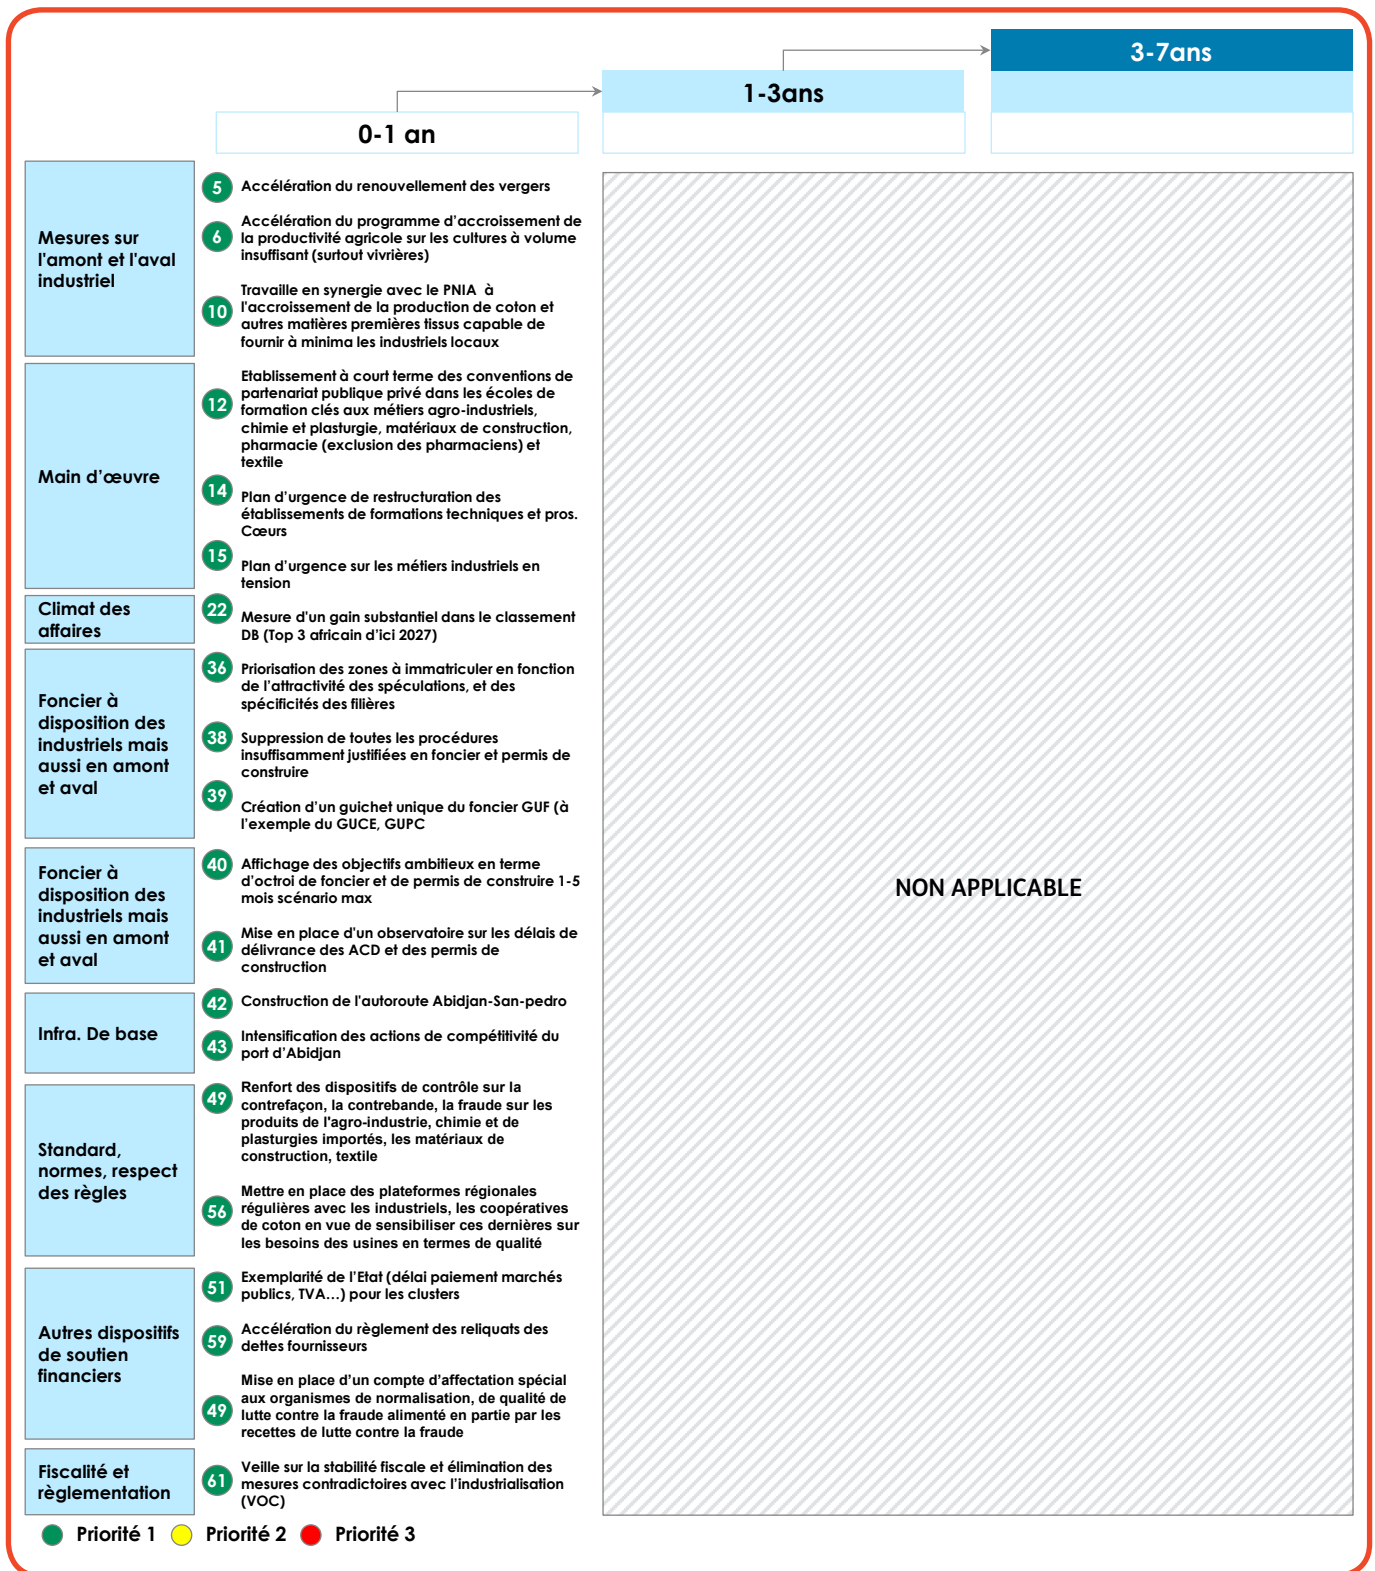 3-7ans
1-3ans
0-1 an
Mesures sur
l'amont et l'aval
industriel
5
Accélération du renouvellement des vergers
6
Accélération du programme d'accroissement de
la productivité agricole sur les cultures à volume
insuffisant (surtout vivrières)
10
Travaille en synergie avec le PNIA à
l'accroissement de la production de coton et
autres matières premières tissus capable de
fournir à minima les industriels locaux
Main d'œuvre
12
Etablissement à court terme des conventions de
partenariat publique privé dans les écoles de
formation clés aux métiers agro-industriels,
chimie et plasturgie, matériaux de construction,
pharmacie (exclusion des pharmaciens) et
textile
14
Plan d'urgence de restructuration des
établissements de formations techniques et pros.
Cœurs
15
Plan d'urgence sur les métiers industriels en
tension
Climat des
affaires
22
Mesure d'un gain substantiel dans le classement
DB (Top 3 africain d'ici 2027)
Foncier à
disposition des
industriels mais
aussi en amont
et aval
36
Priorisation des zones à immatriculer en fonction
de l'attractivité des spéculations, et des
spécificités des filières
38
Suppression de toutes les procédures
insuffisamment justifiées en foncier et permis de
construire
39
Création d'un guichet unique du foncier GUF (à
l'exemple du GUCE, GUPC
Foncier à
disposition des
industriels mais
aussi en amont
et aval
40
Affichage des objectifs ambitieux en terme
d'octroi de foncier et de permis de construire 1-5
mois scénario max
41
Mise en place d'un observatoire sur les délais de
délivrance des ACD et des permis de
construction
NON APPLICABLE
Infra. De base
42
Construction de l'autoroute Abidjan-San-pedro
43
Intensification des actions de compétitivité du
port d'Abidjan
Standard,
normes, respect
des règles
49
Renfort des dispositifs de contrôle sur la
contrefaçon, la contrebande, la fraude sur les
produits de l'agro-industrie, chimie et de
plasturgies importés, les matériaux de
construction, textile
56
Mettre en place des plateformes régionales
régulières avec les industriels, les coopératives
de coton en vue de sensibiliser ces dernières sur
les besoins des usines en termes de qualité
Autres dispositifs
de soutien
financiers
51
Exemplarité de l'Etat (délai paiement marchés
publics, TVA...) pour les clusters
59
Accélération du règlement des reliquats des
dettes fournisseurs
49
Mise en place d'un compte d'affectation spécial
aux organismes de normalisation, de qualité de
lutte contre la fraude alimenté en partie par les
recettes de lutte contre la fraude
Fiscalité et
règlementation
61
Veille sur la stabilité fiscale et élimination des
mesures contradictoires avec l'industrialisation
(VOC)
Priorité 1
Priorité 2
Priorité 3